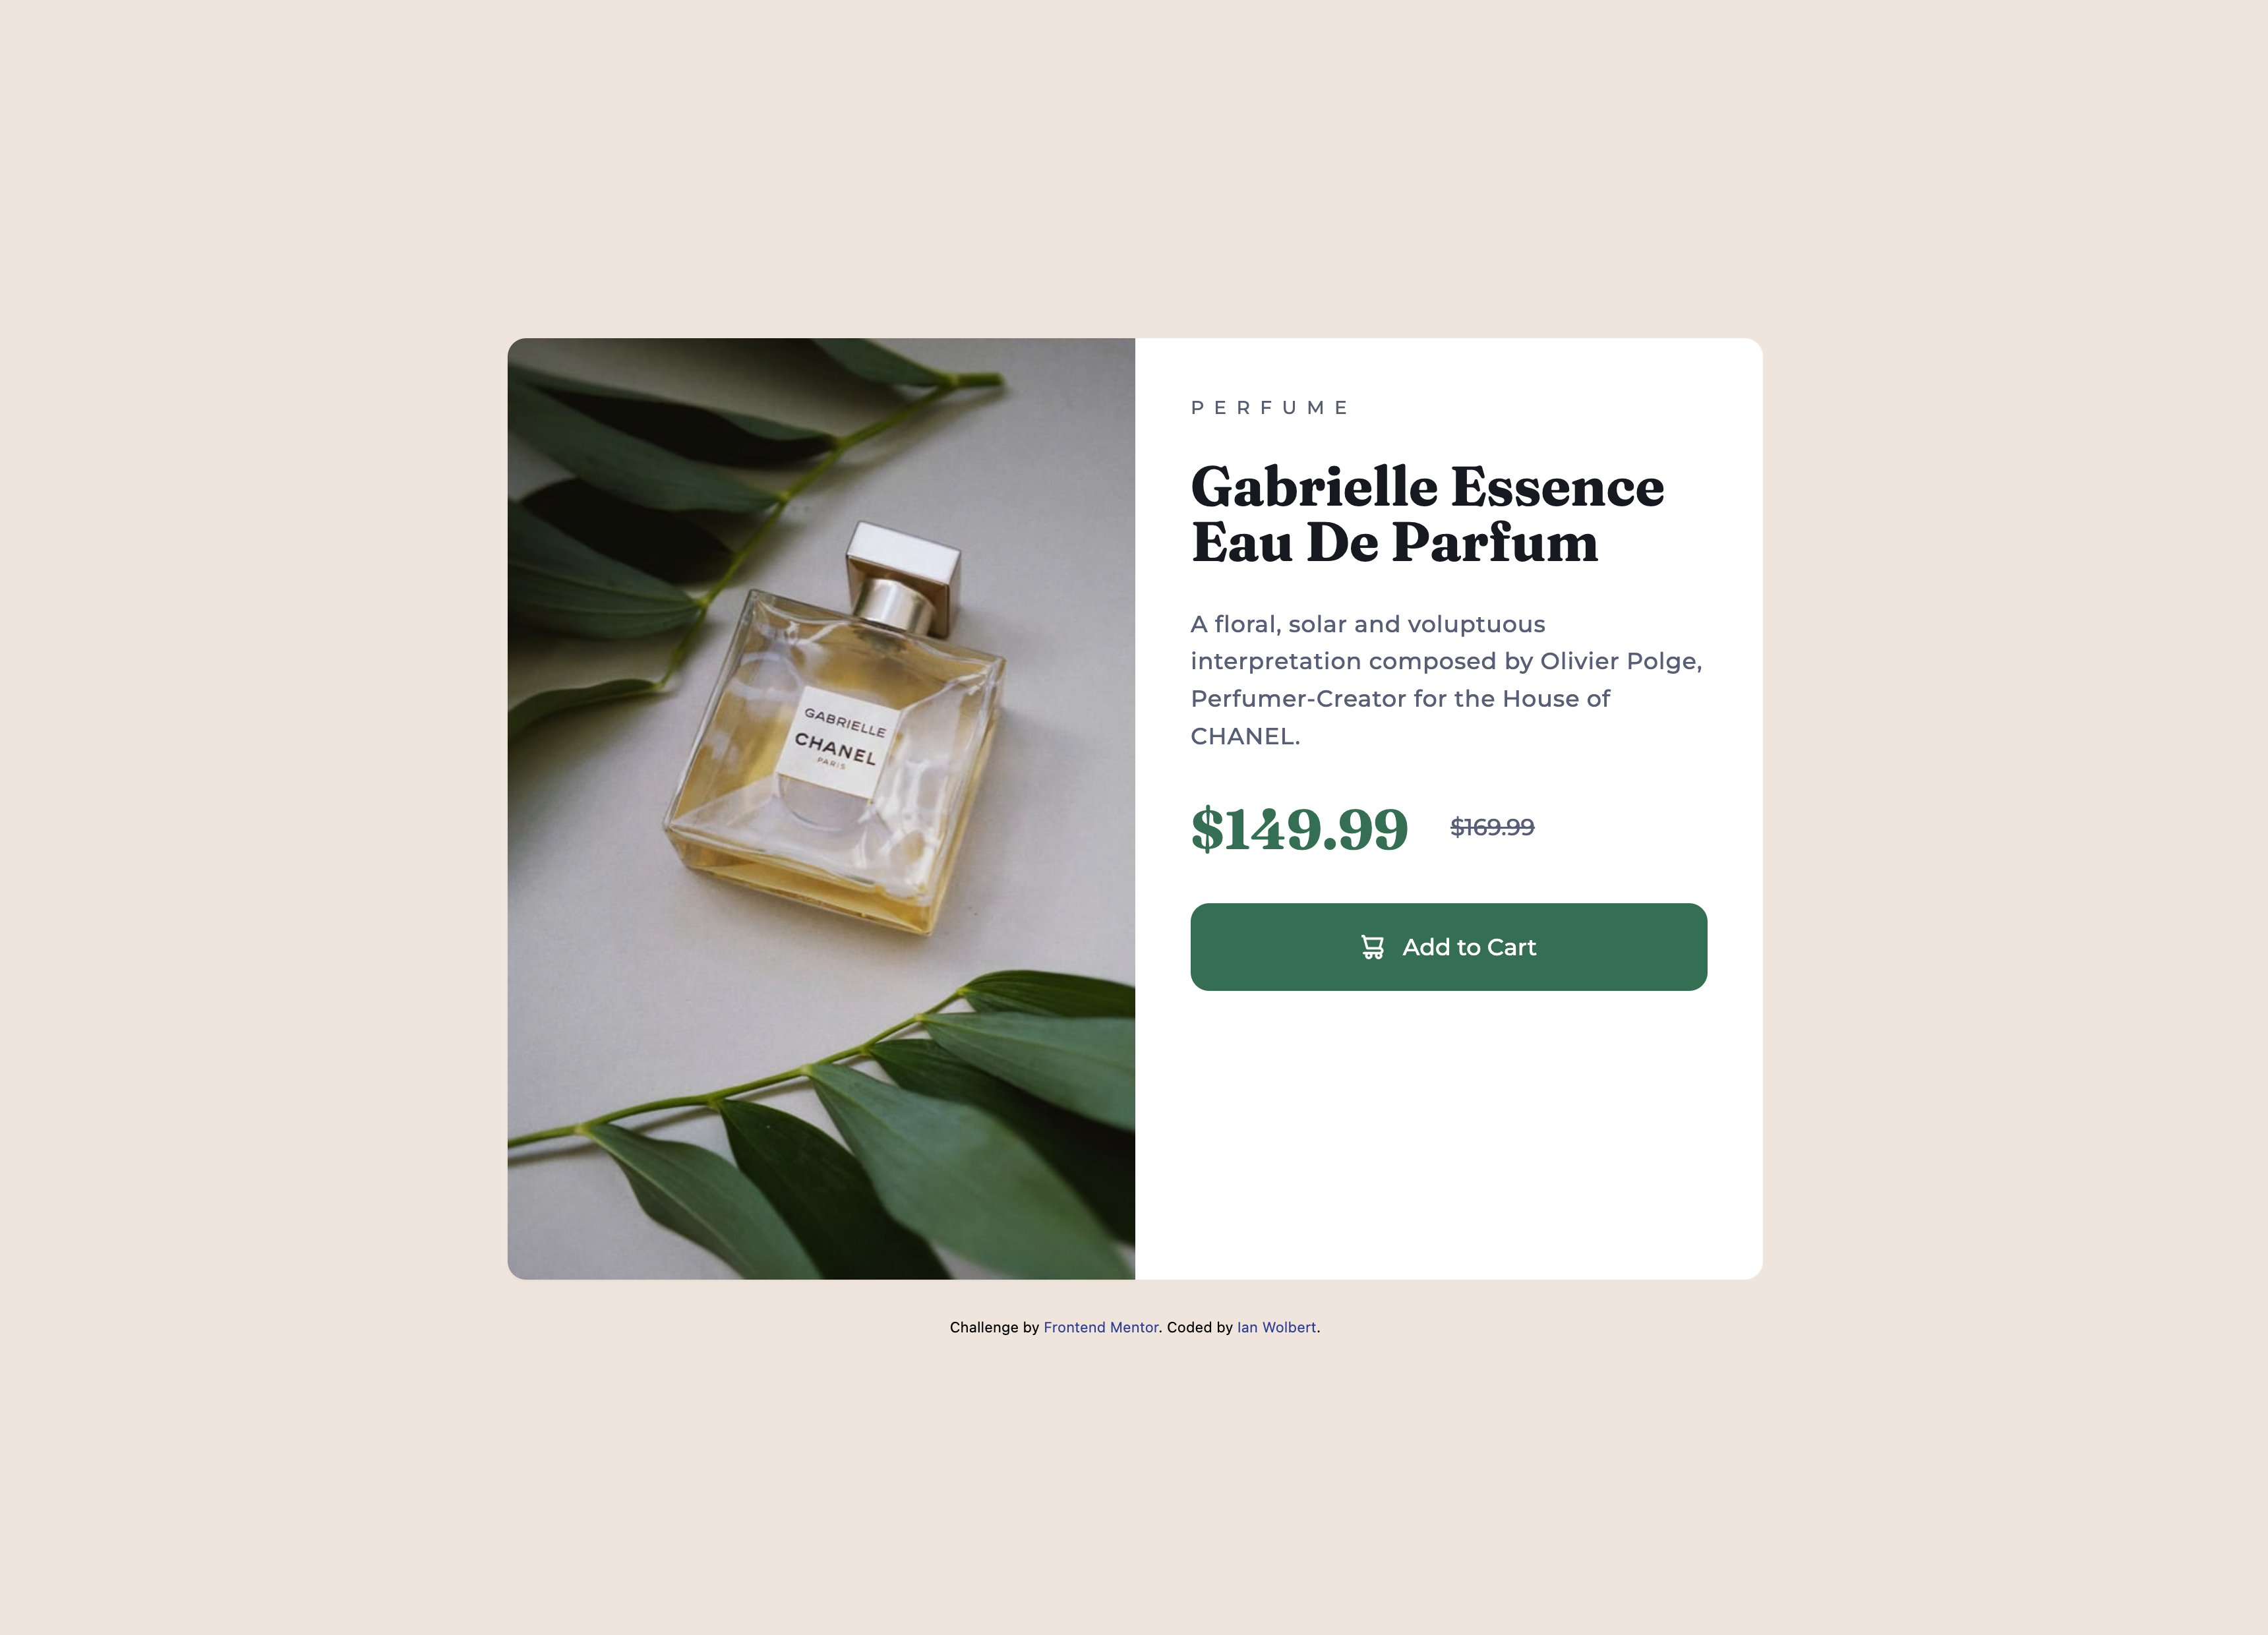 GABRIELLE
CHANEL
PARIS
PERFUME
Gabrielle Essence
Eau De Parfum
A floral, solar and voluptuous
interpretation composed by Olivier Polge,
Perfumer-Creator for the House of
CHANEL.
$149.99 $169.99
Add to Cart
Challenge by Frontend Mentor. Coded by Ian Wolbert.